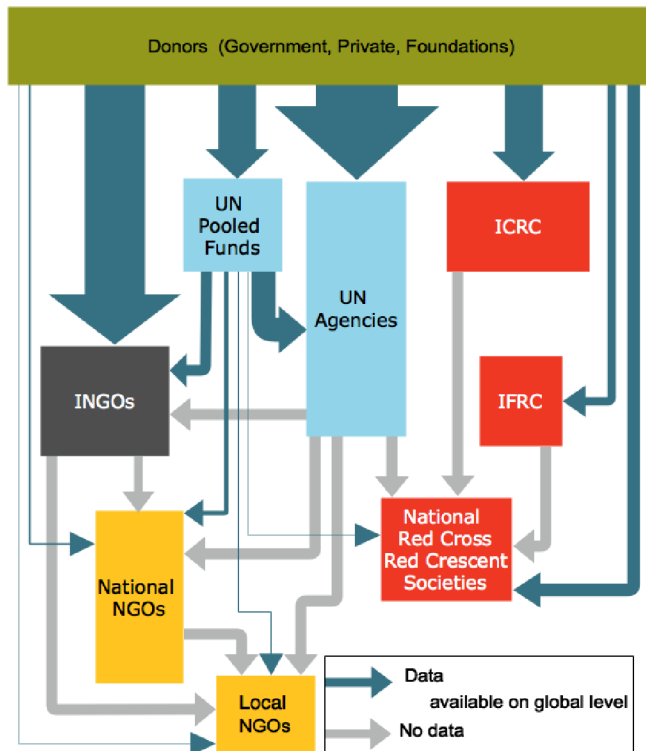 Donors (Government, Private, Foundations)
UN
Pooled
Funds
UN
Agencies
ICRC
INGOs
IFRC
National
NGOs
National
Red Cross
Red Crescent
Societies
Local
NGOs
Data
available on global level
No data